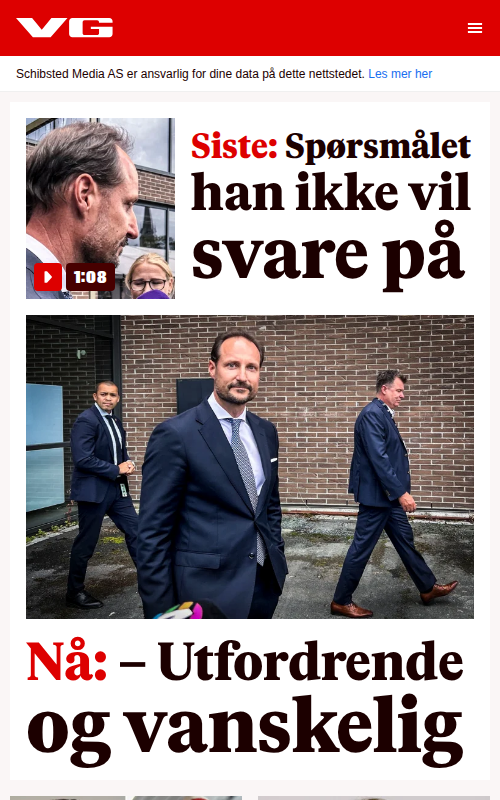 VG
Schibsted Media AS er ansvarlig for dine data på dette nettstedet. Les mer her
Siste: Spørsmålet
han ikke vil
svare på
1:08
Nå: – Utfordrende
og vanskelig